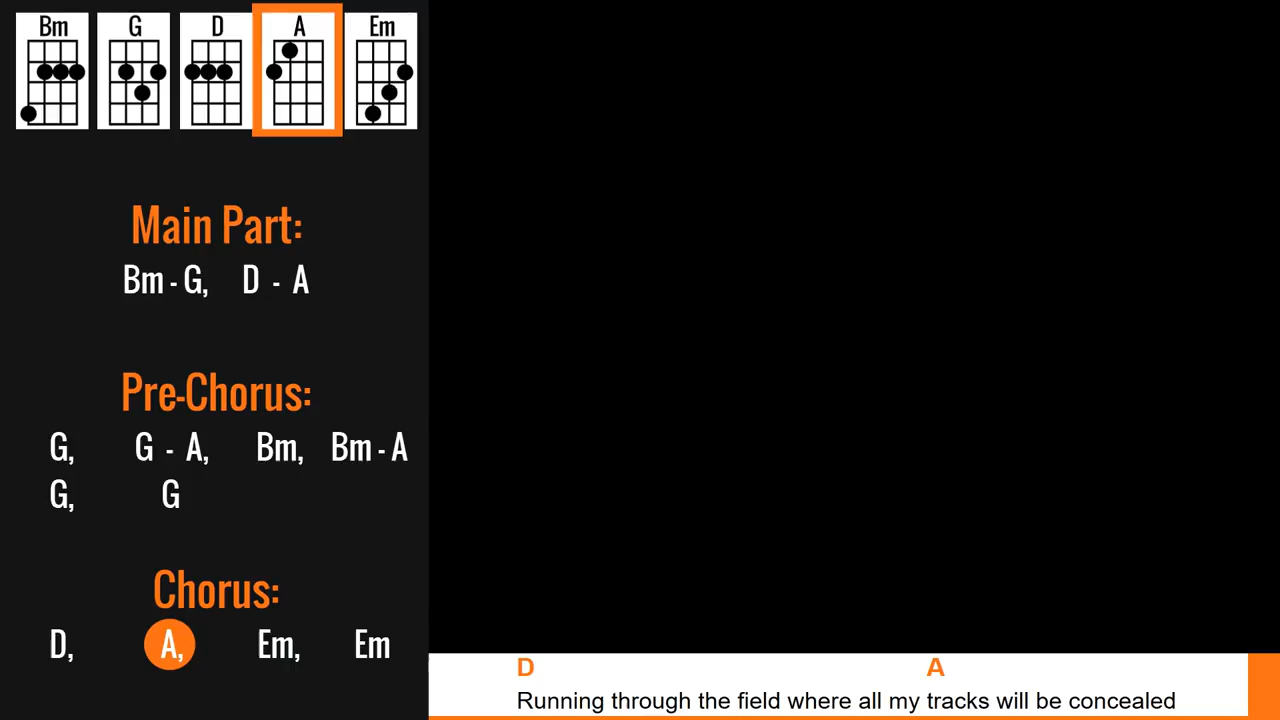 Bm G D A Em
Main Part:
Bm - G, D - A
Pre-Chorus:
G, G - A, Bm, Bm - A
G, G
Chorus:
D, A, Em, Em
D A
Running through the field where all my tracks will be concealed